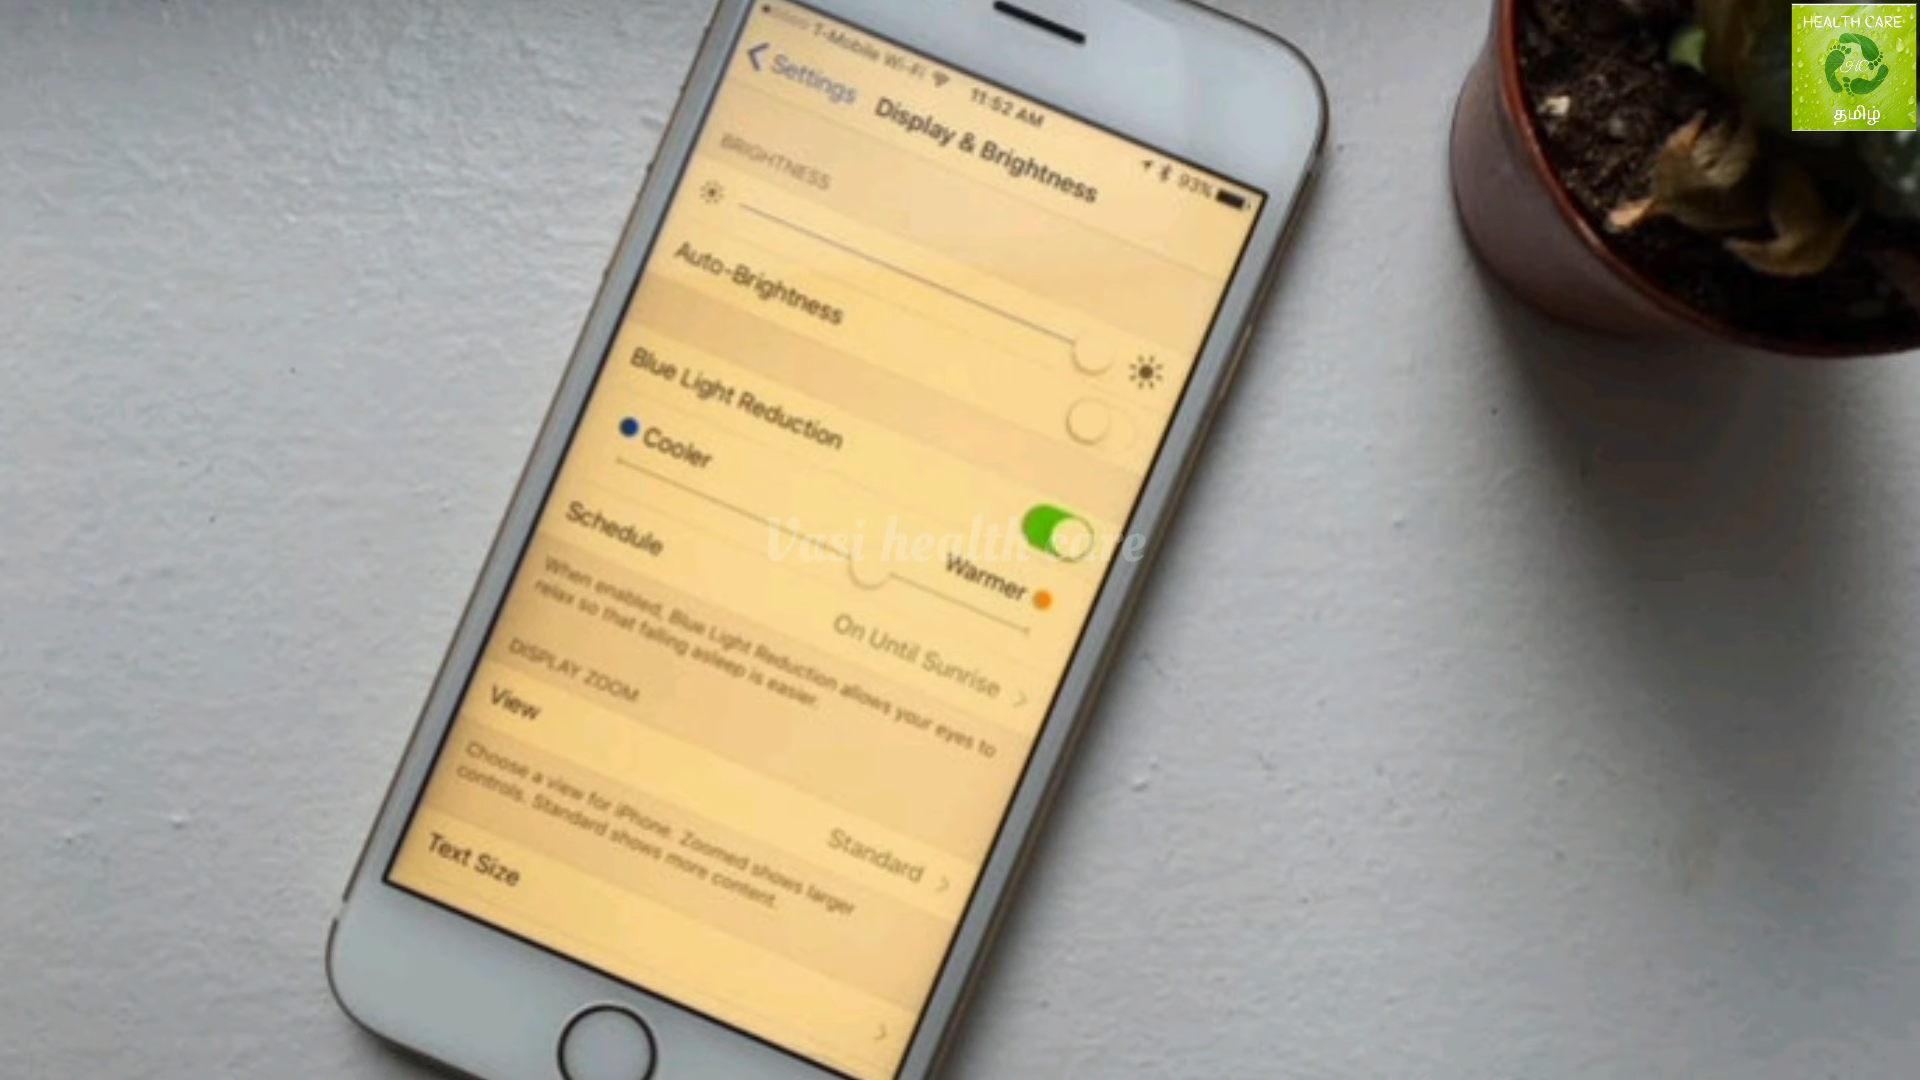 HEALTH CARE
HC
தமிழ்
T-Mobile Wi-Fi 11:52 AM 93%
Settings Display & Brightness
BRIGHTNESS
Auto-Brightness
Blue Light Reduction
Cooler Warmer
Schedule On Until Sunrise
When enabled, Blue Light Reduction allows your eyes to
relax so that falling asleep is easier.
DISPLAY ZOOM
View Standard
Choose a view for iPhone. Zoomed shows larger
controls. Standard shows more content.
Text Size
Vasi health care